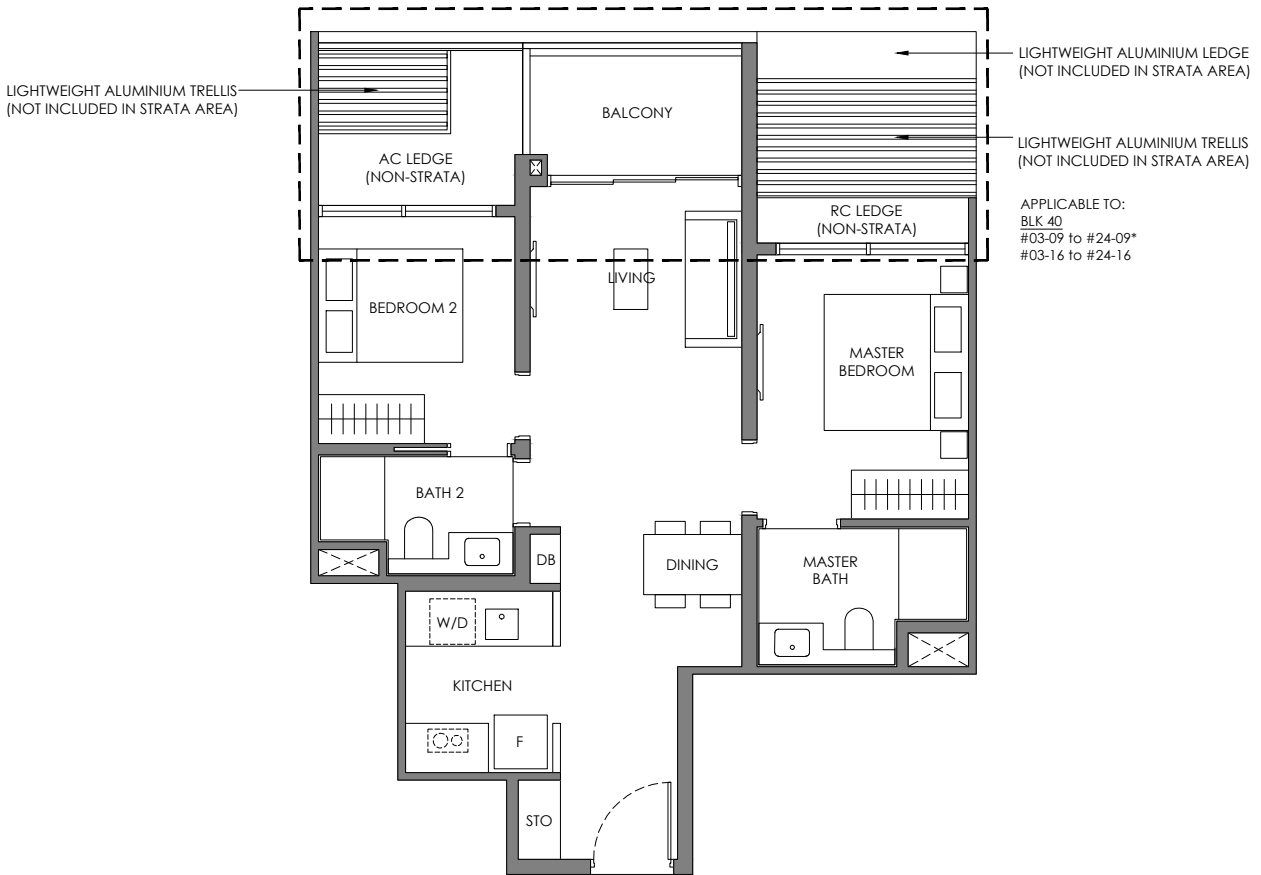 LIGHTWEIGHT ALUMINIUM LEDGE
(NOT INCLUDED IN STRATA AREA)
LIGHTWEIGHT ALUMINIUM TRELLIS
(NOT INCLUDED IN STRATA AREA)
BALCONY
LIGHTWEIGHT ALUMINIUM TRELLIS
(NOT INCLUDED IN STRATA AREA)
AC LEDGE
(NON-STRATA)
RC LEDGE
(NON-STRATA)
APPLICABLE TO:
BLK 40
#03-09 to #24-09*
#03-16 to #24-16
LIVING
BEDROOM 2
MASTER
BEDROOM
BATH 2
DB
DINING
MASTER
BATH
W/D
KITCHEN
F
STO